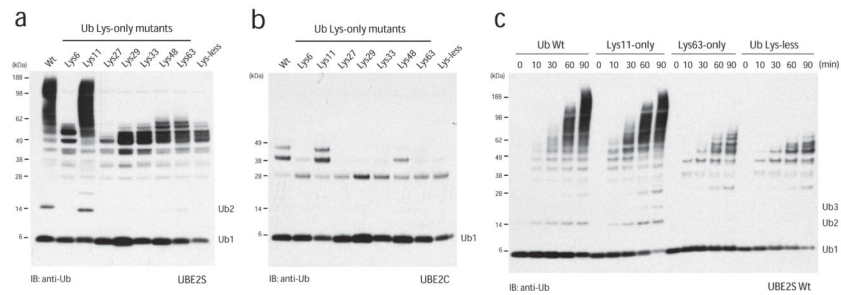 a
Ub Lys-only mutants
Wt Lys6 Lys11 Lys27 Lys29 Lys33 Lys48 Lys63 Lys-less
(kDa)
188
98
62
49
38
28
14
6
Ub2
Ub1
IB: anti-Ub
UBE2S
b
Ub Lys-only mutants
Wt Lys6 Lys11 Lys27 Lys29 Lys33 Lys48 Lys63 Lys-less
(kDa)
49
38
28
14
6
Ub1
IB: anti-Ub
UBE2C
c
Ub Wt Lys11-only Lys63-only Ub Lys-less
0 10 30 60 90 0 10 30 60 90 0 10 30 60 90 0 10 30 60 90 (min)
(kDa)
188
98
62
49
38
28
14
6
Ub3
Ub2
Ub1
IB: anti-Ub
UBE2S Wt